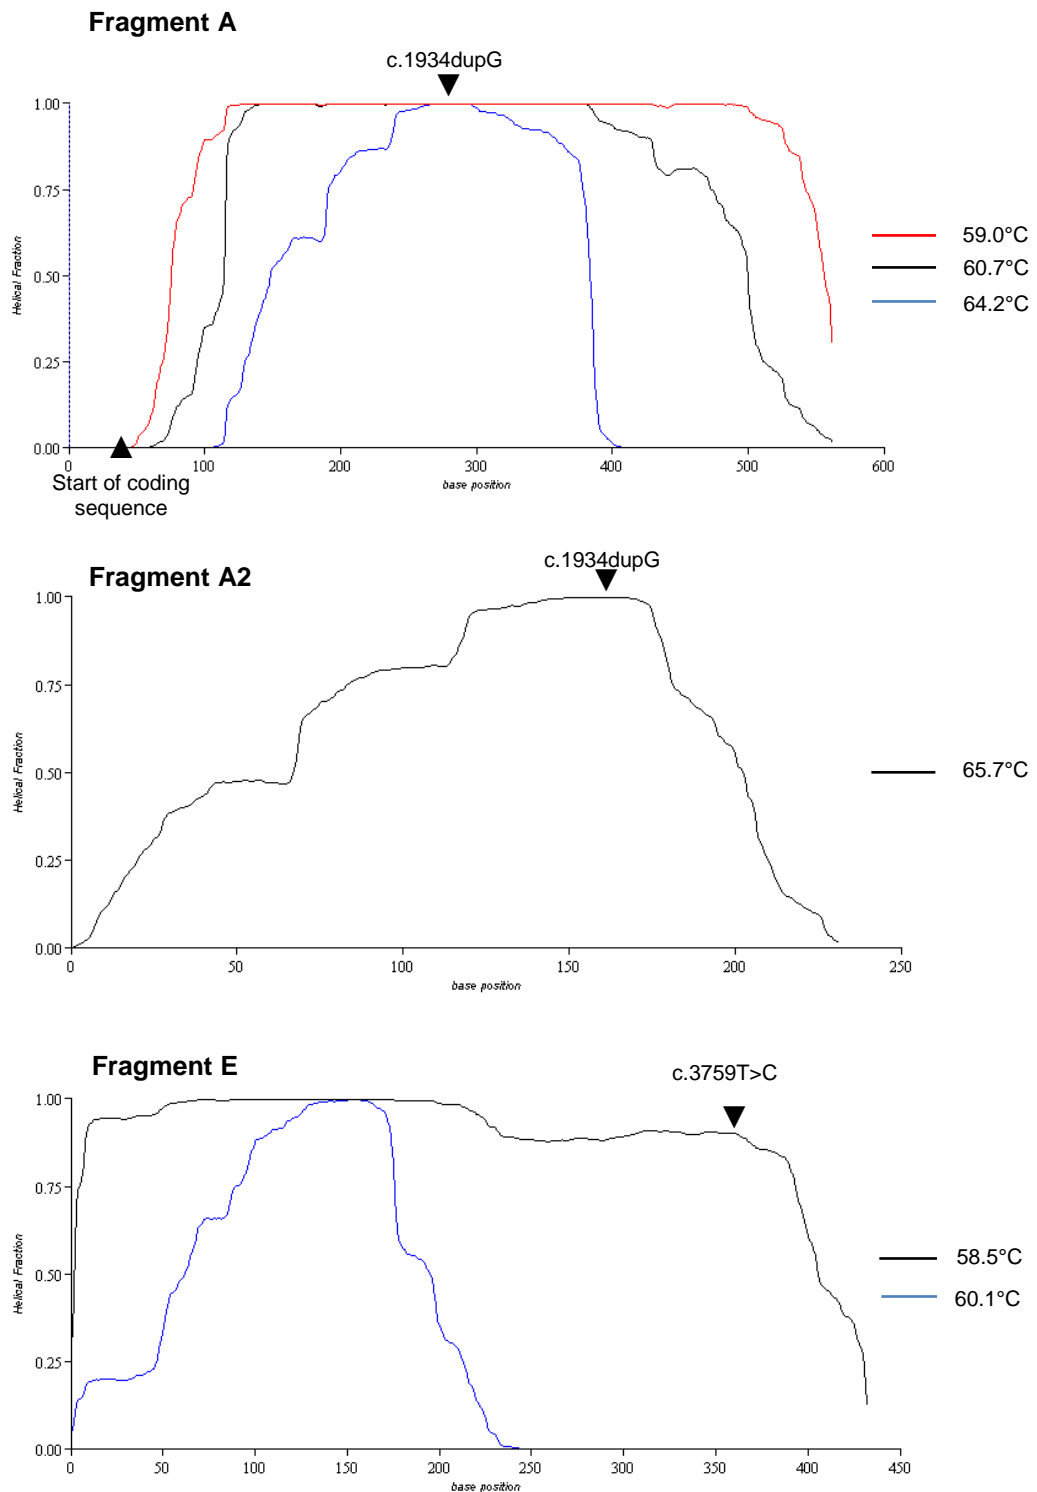 Fragment A
c.1934dupG
1.00
0.75
0.50
0.25
0.00
Helical Fraction
0 100 200 300 400 500 600
base position
Start of coding
sequence
59.0°C
60.7°C
64.2°C
Fragment A2
c.1934dupG
1.00
0.75
0.50
0.25
0.00
Helical Fraction
0 50 100 150 200 250
base position
65.7°C
Fragment E
c.3759T>C
1.00
0.75
0.50
0.25
0.00
Helical Fraction
0 50 100 150 200 250 300 350 400 450
base position
58.5°C
60.1°C